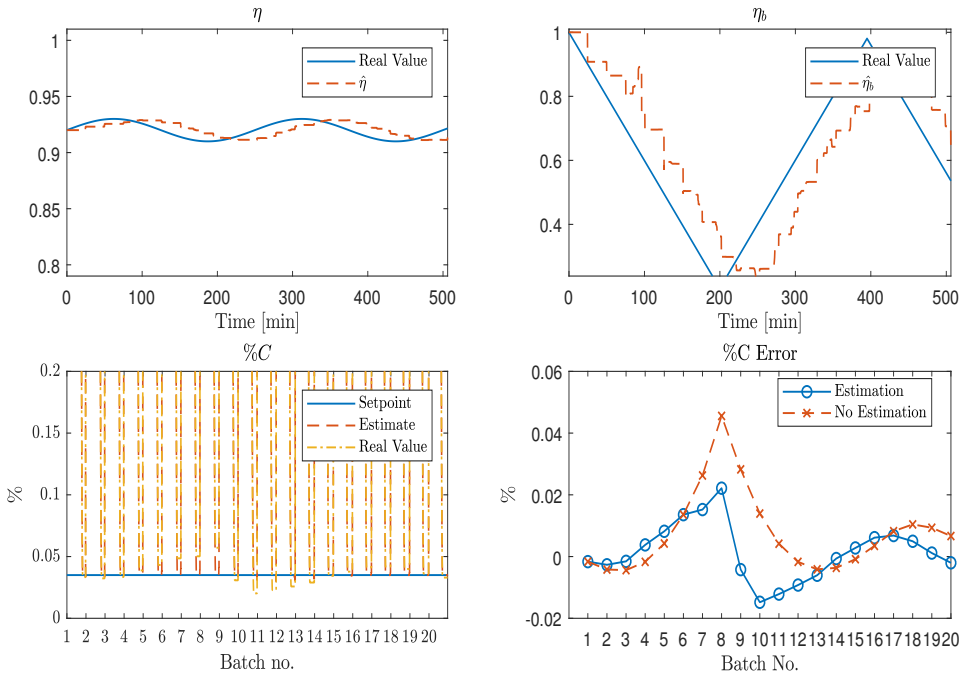 η
1
0.95
0.9
0.85
0.8
Real Value
η̂
0 100 200 300 400 500
Time [min]
η_b
1
0.8
0.6
0.4
Real Value
η̂_b
0 100 200 300 400 500
Time [min]
%C
%
0.2
0.15
0.1
0.05
0
Setpoint
Estimate
Real Value
1 2 3 4 5 6 7 8 9 10 11 12 13 14 15 16 17 18 19 20
Batch no.
%C Error
%
0.06
0.04
0.02
0
-0.02
Estimation
No Estimation
1 2 3 4 5 6 7 8 9 10 11 12 13 14 15 16 17 18 19 20
Batch No.